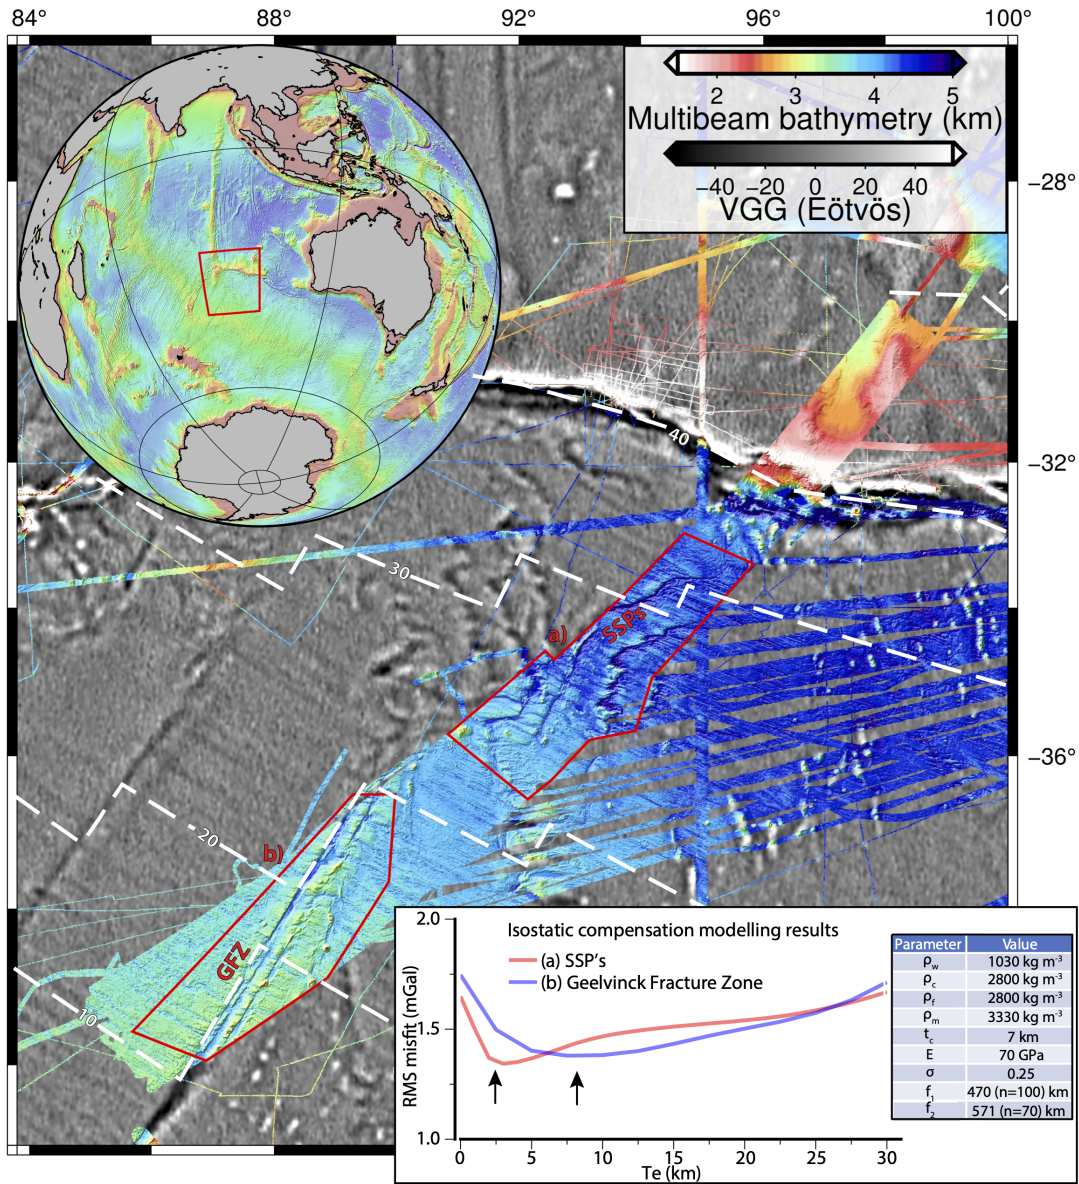 84° 88° 92° 96° 100°
2 3 4 5
Multibeam bathymetry (km)
−40 −20 0 20 40
VGG (Eötvös)
−28°
−32°
−36°
40
30
20
10
a)
SSPs
b)
GFZ
Isostatic compensation modelling results
(a) SSP's
(b) Geelvinck Fracture Zone
RMS misfit (mGal)
2.0
1.5
1.0
0 5 10 15 20 25 30
Te (km)
Parameter Value
ρw 1030 kg m⁻³
ρc 2800 kg m⁻³
ρf 2800 kg m⁻³
ρm 3330 kg m⁻³
tc 7 km
E 70 GPa
σ 0.25
f1 470 (n=100) km
f2 571 (n=70) km